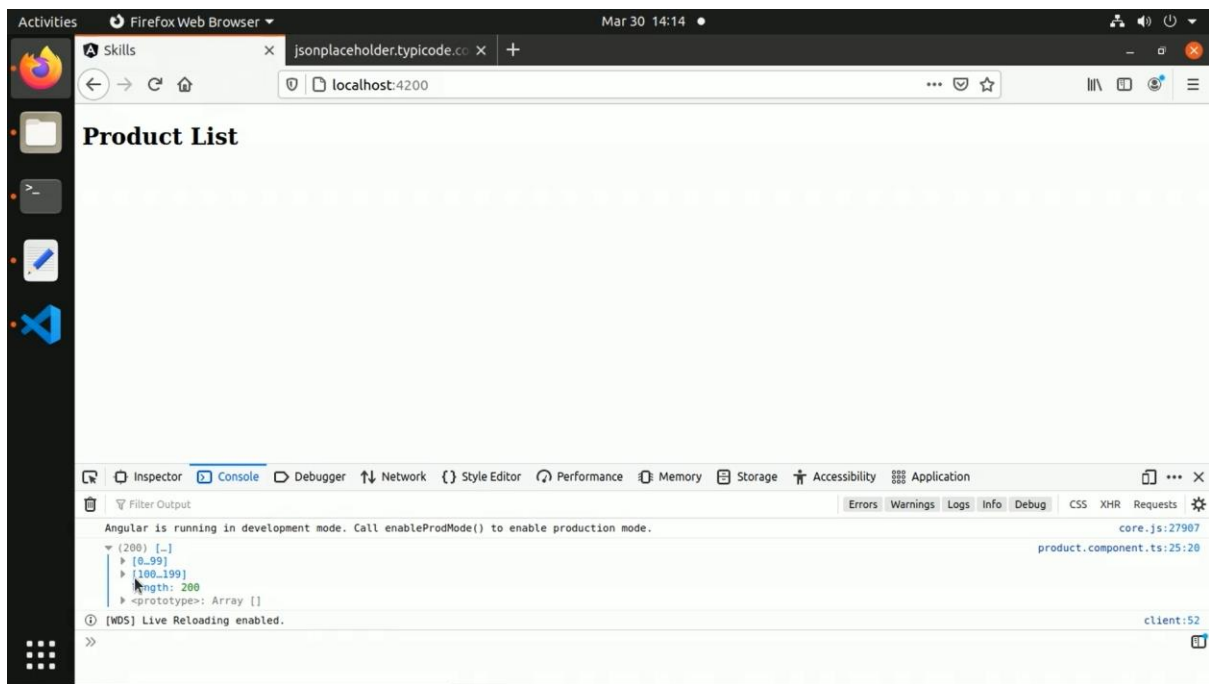 Activities Firefox Web Browser Mar 30 14:14
Skills jsonplaceholder.typicode.co
localhost:4200
Product List
Inspector Console Debugger Network {} Style Editor Performance Memory Storage Accessibility Application
Filter Output Errors Warnings Logs Info Debug CSS XHR Requests
Angular is running in development mode. Call enableProdMode() to enable production mode. core.js:27907
(200) […] product.component.ts:25:20
[0…99]
[100…199]
length: 200
<prototype>: Array []
[WDS] Live Reloading enabled. client:52